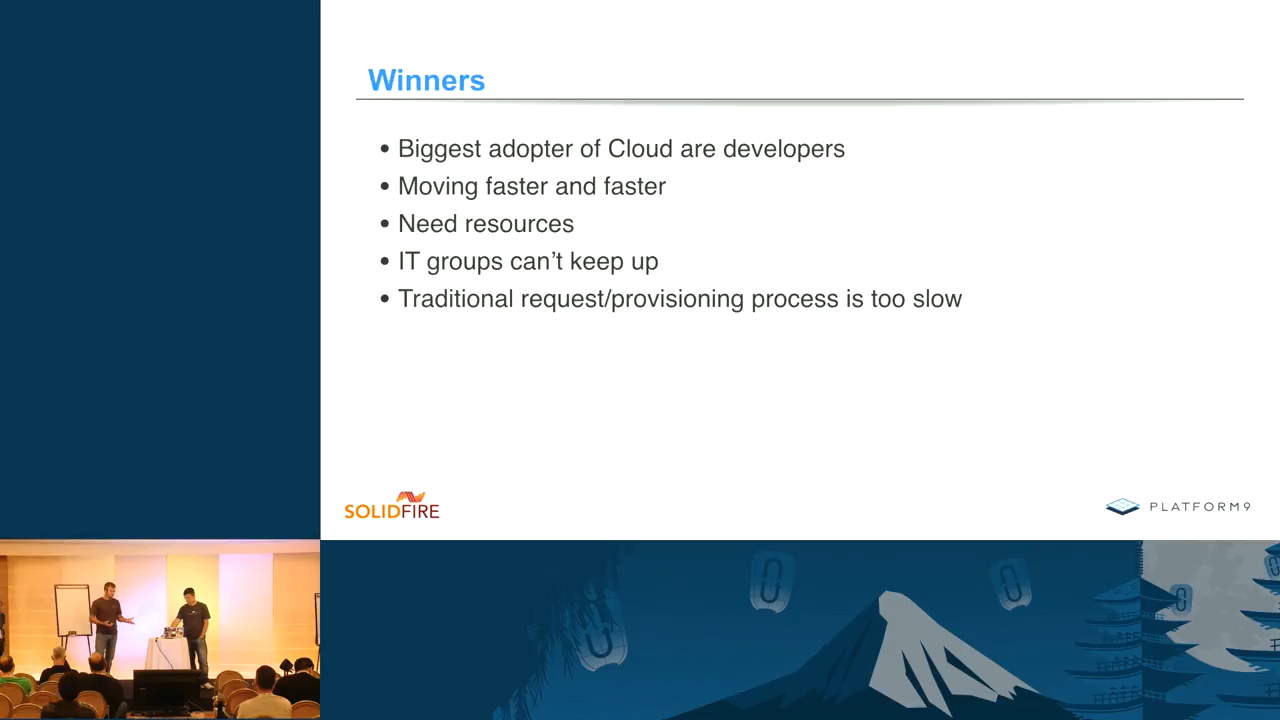 Winners
• Biggest adopter of Cloud are developers
• Moving faster and faster
• Need resources
• IT groups can’t keep up
• Traditional request/provisioning process is too slow
SOLIDFIRE
PLATFORM9